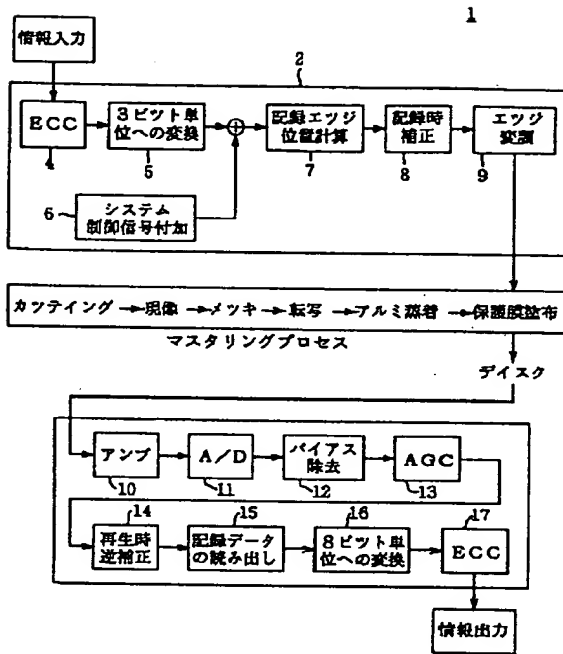 1
情報入力
2
ECC
4
3ビツト単
位への変換
5
記録エッジ
位置計算
7
記録時
補正
8
エッジ
変調
9
6
システム
制御信号付加
カッテイング→現像→メツキ→転写→アルミ蒸着→保護膜塗布
マスタリングプロセス
デイスク
アンプ
10
A/D
11
バイアス
除去
12
AGC
13
14
再生時
逆補正
15
記録データ
の読み出し
16
8ビツト単
位への変換
17
ECC
情報出力